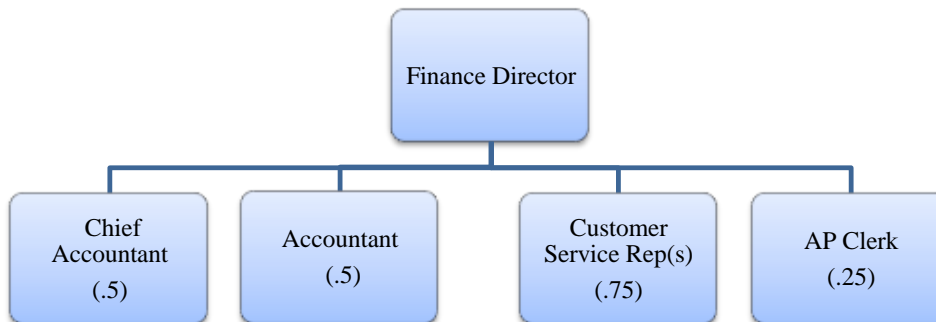 Finance Director
Chief
Accountant
(.5)
Accountant
(.5)
Customer
Service Rep(s)
(.75)
AP Clerk
(.25)